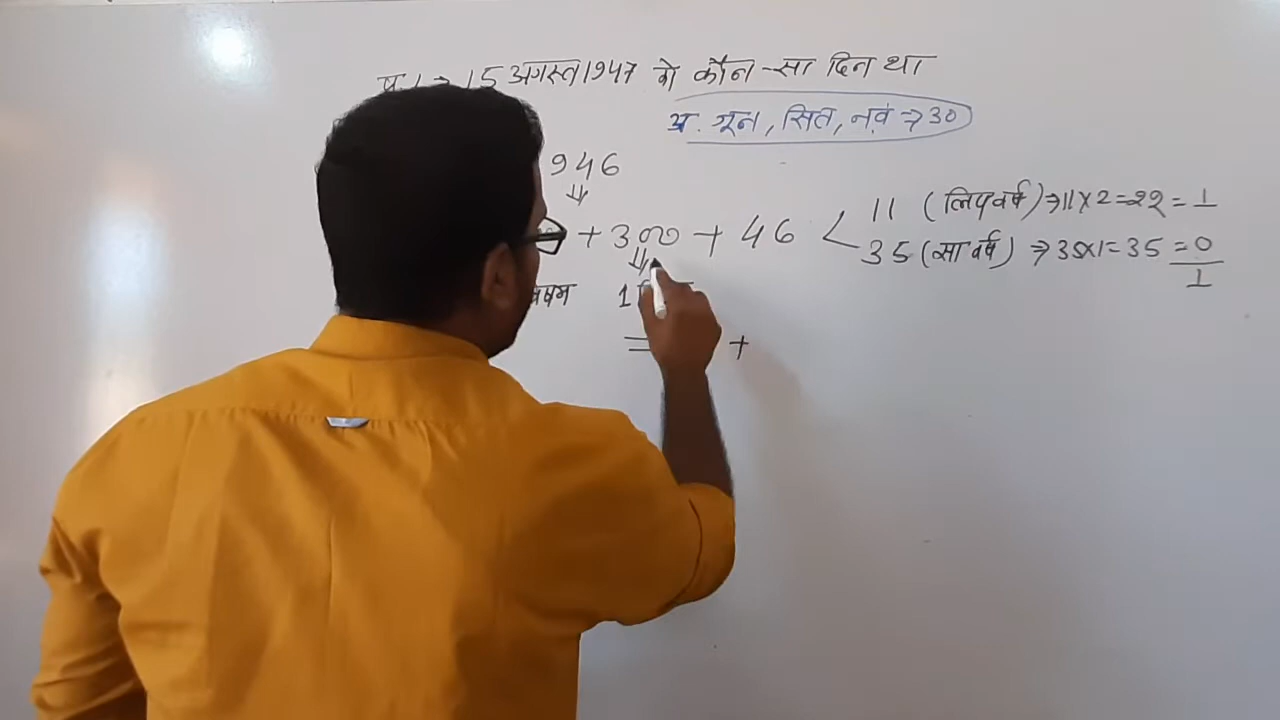 15 अगस्त 1947 को कौन-सा दिन था
अ. जून, सित, नवं ⇒ 30
946
+ 300 + 46 < 11 (लिपवर्ष) ⇒ 11 x 2 = 22 = 1
35 (सा वर्ष) ⇒ 35x1 = 35 = 0
1
1
= +